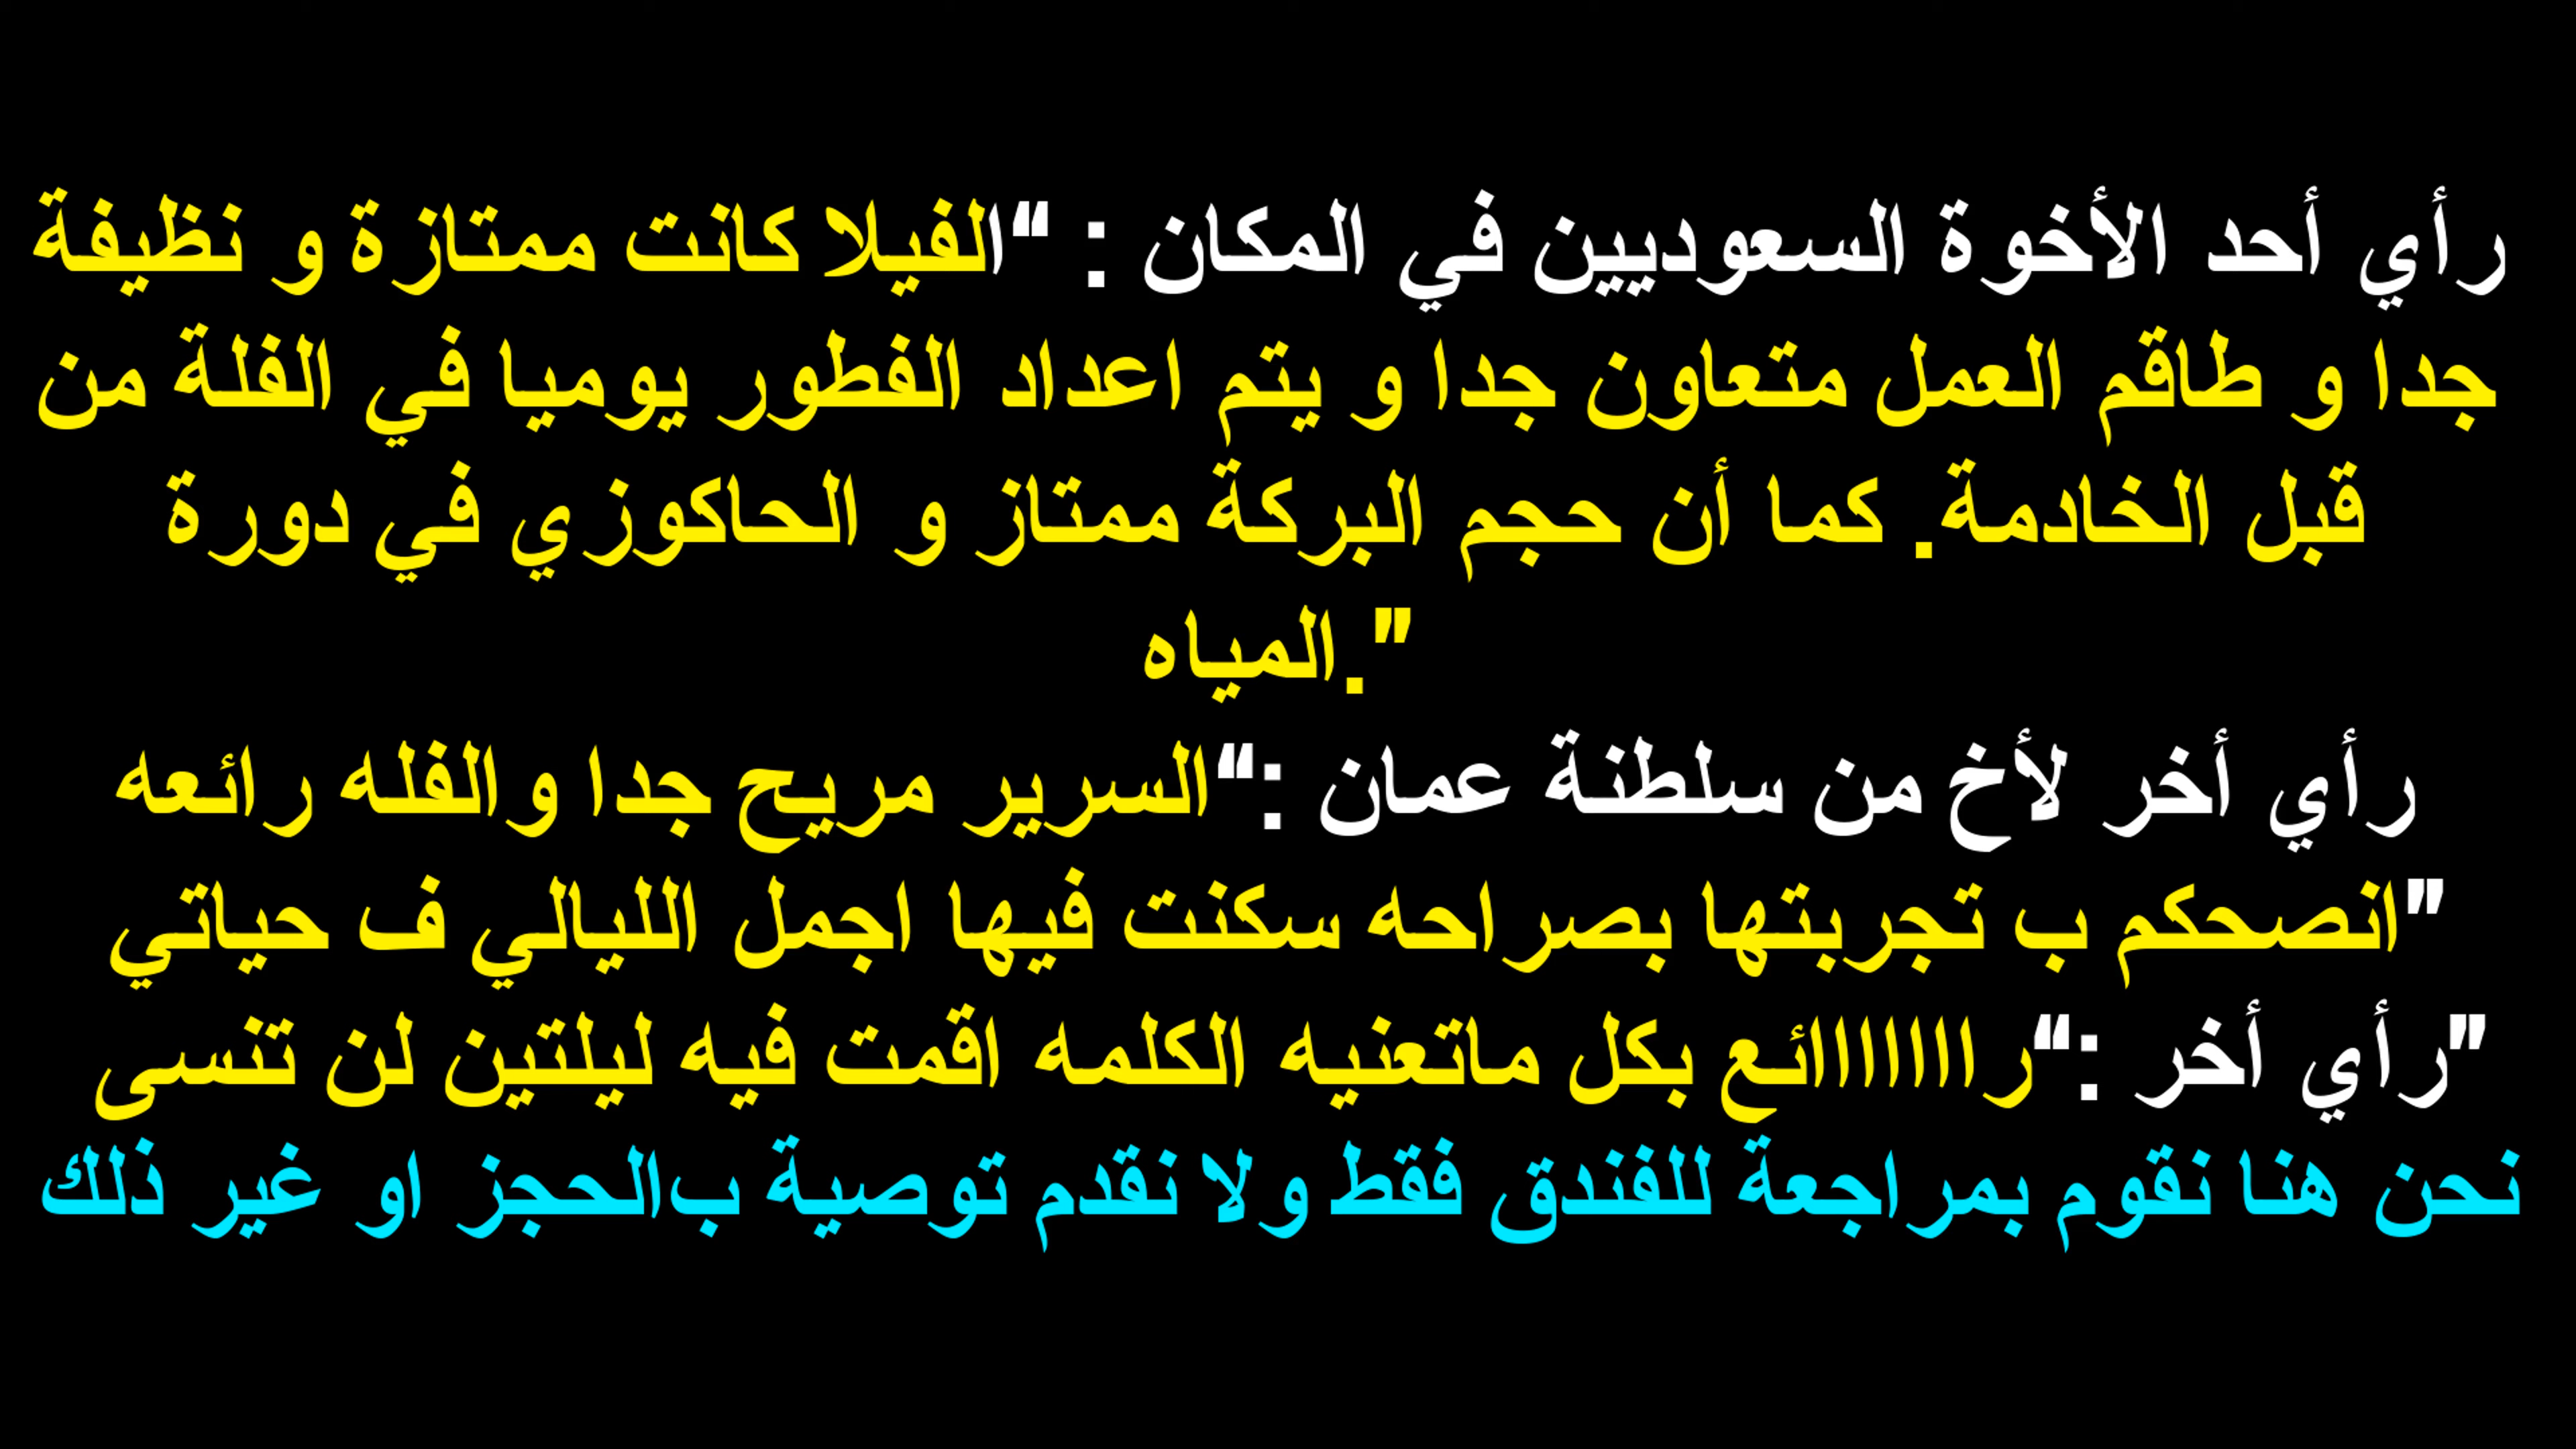 رأي أحد الأخوة السعوديين في المكان : “الفيلا كانت ممتازة و نظيفة
جدا و طاقم العمل متعاون جدا و يتم اعداد الفطور يوميا في الفلة من
قبل الخادمة. كما أن حجم البركة ممتاز و الحاكوزي في دورة
”.المياه
رأي أخر لأخ من سلطنة عمان :“السرير مريح جدا والفله رائعه
”انصحكم ب تجربتها بصراحه سكنت فيها اجمل الليالي ف حياتي
”رأي أخر :“رااااااائع بكل ماتعنيه الكلمه اقمت فيه ليلتين لن تنسى
نحن هنا نقوم بمراجعة للفندق فقط ولا نقدم توصية ب‌الحجز او غير ذلك